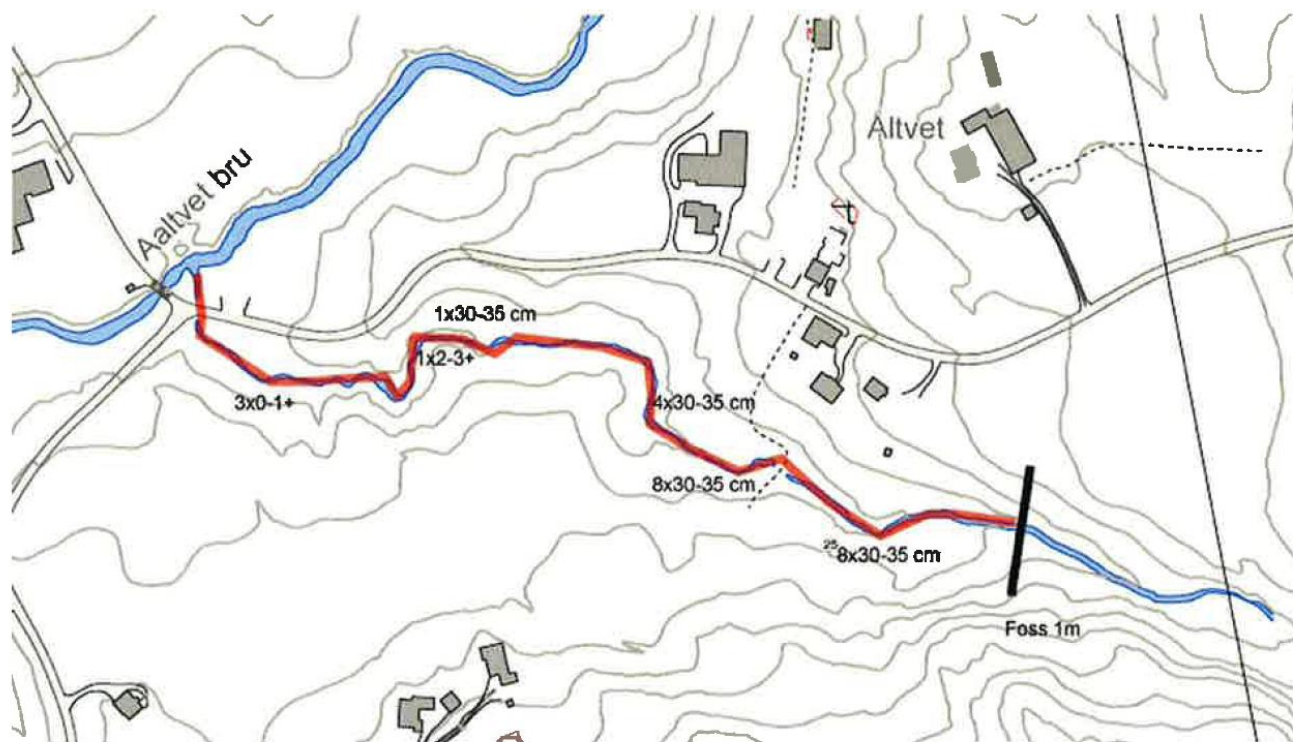 Altvet
Aaltvet bru
1x30-35 cm
1x2-3+
3x0-1+
4x30-35 cm
8x30-35 cm
25 8x30-35 cm
Foss 1m